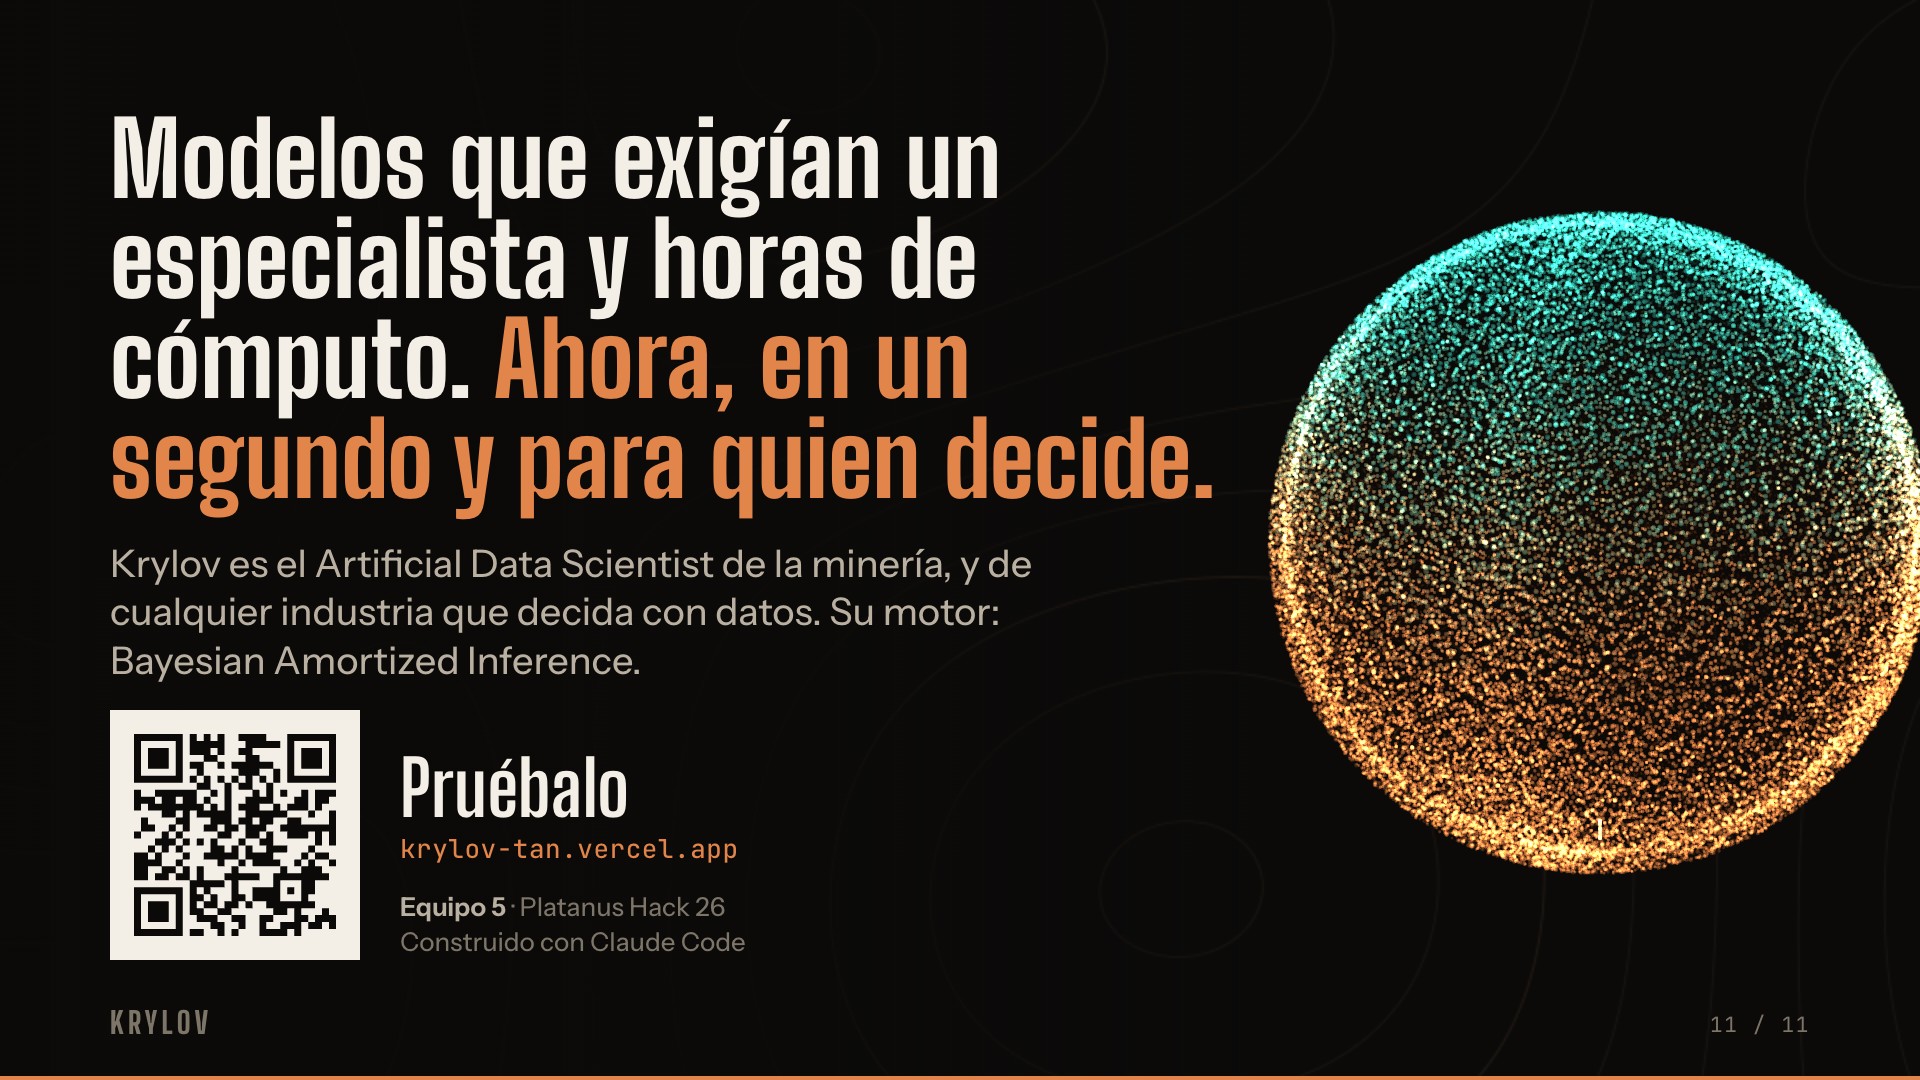 Modelos que exigían un
especialista y horas de
cómputo. Ahora, en un
segundo y para quien decide.
Krylov es el Artificial Data Scientist de la minería, y de
cualquier industria que decida con datos. Su motor:
Bayesian Amortized Inference.
Pruébalo
krylov-tan.vercel.app
Equipo 5 · Platanus Hack 26
Construido con Claude Code
KRYLOV
11 / 11